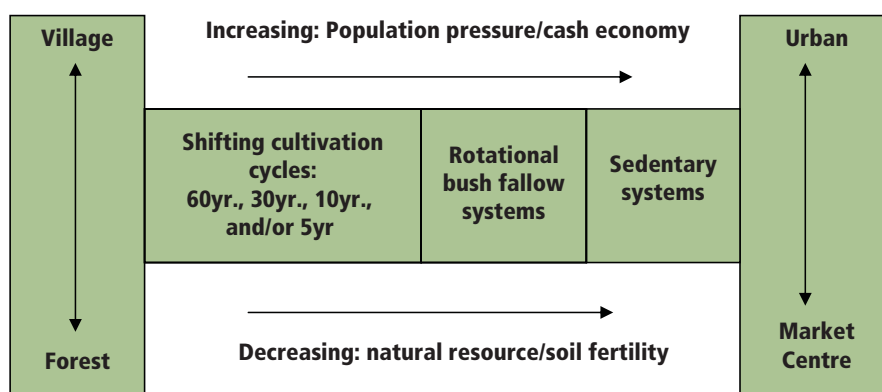 Village
Increasing: Population pressure/cash economy
Urban
Shifting cultivation
cycles:
60yr., 30yr., 10yr.,
and/or 5yr
Rotational
bush fallow
systems
Sedentary
systems
Forest
Decreasing: natural resource/soil fertility
Market
Centre